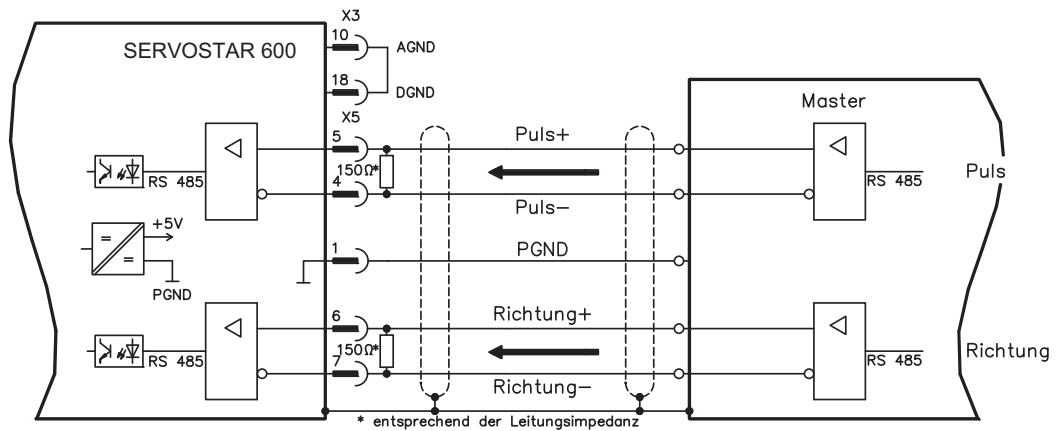 X3
10
AGND
SERVOSTAR 600
18
DGND
Master
X5
5
Puls+
150Ω*
RS 485
RS 485
Puls
4
Puls-
+5V
=
=
1
PGND
PGND
6
Richtung+
150Ω*
RS 485
RS 485
Richtung
7
Richtung-
* entsprechend der Leitungsimpedanz